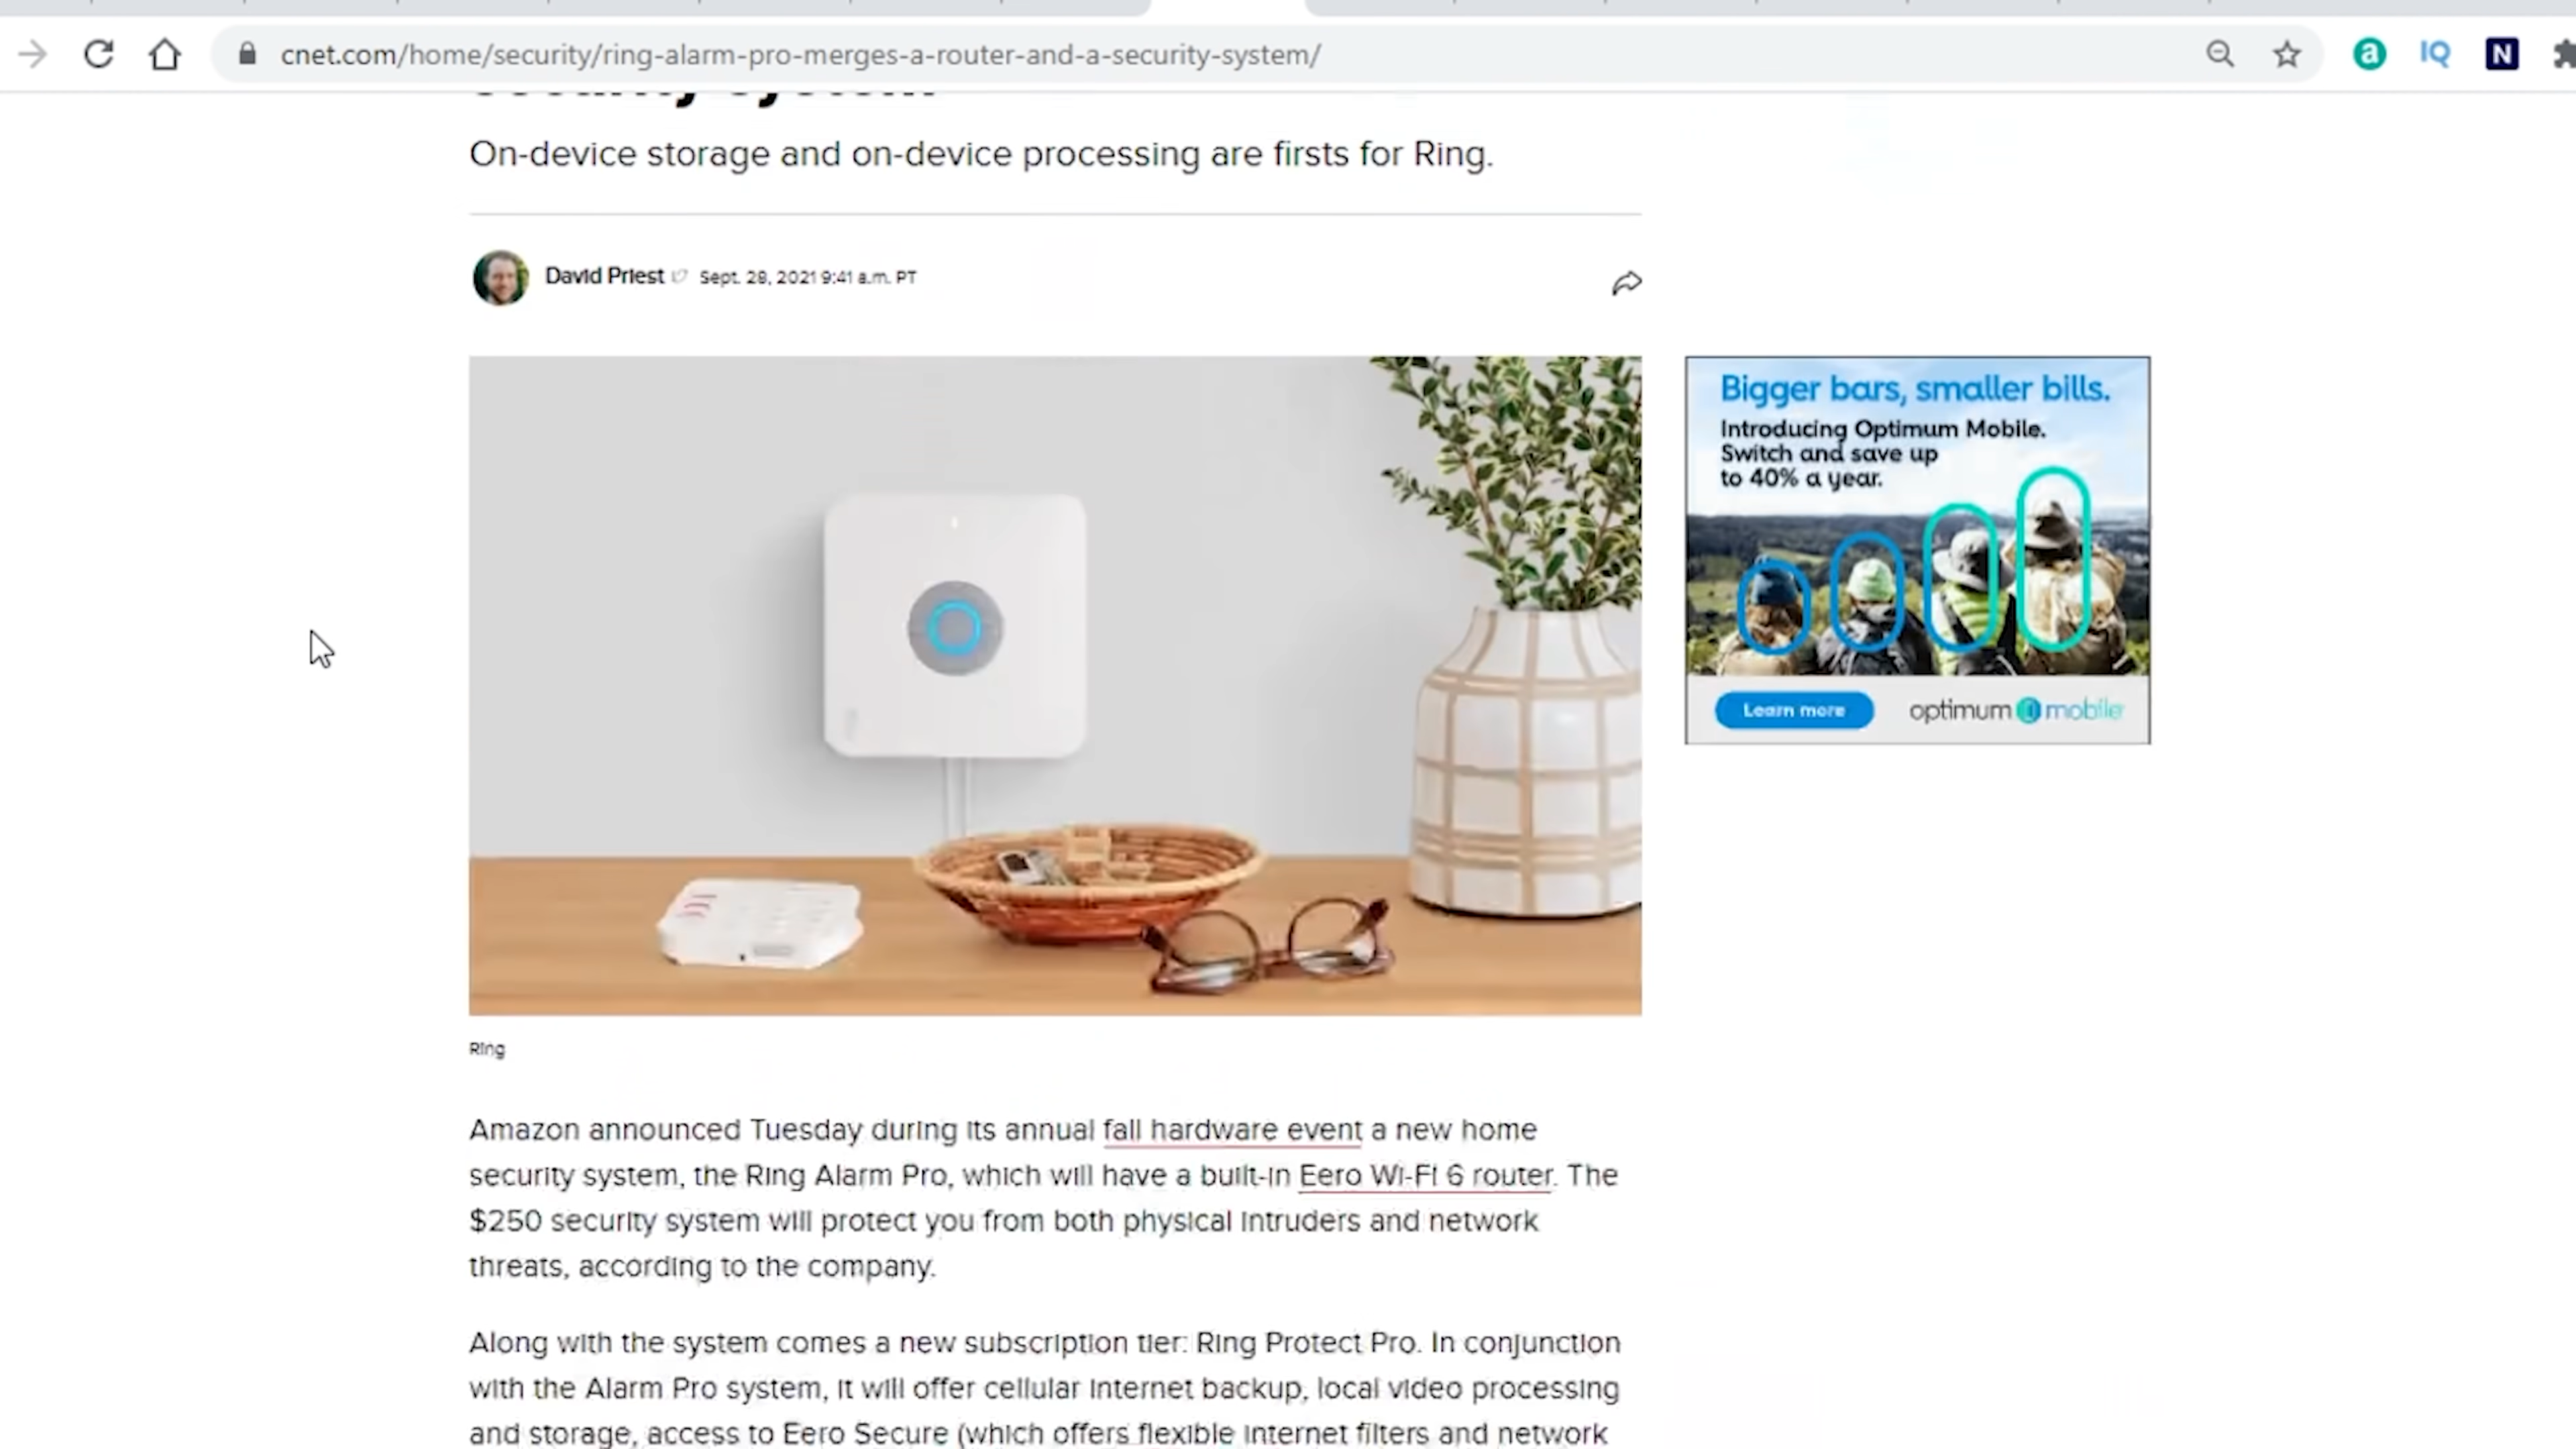 cnet.com/home/security/ring-alarm-pro-merges-a-router-and-a-security-system/
a
IQ
N
security system
On-device storage and on-device processing are firsts for Ring.
David Priest Sept. 28, 2021 9:41 a.m. PT
Bigger bars, smaller bills.
Introducing Optimum Mobile.
Switch and save up
to 40% a year.
Learn more
optimum mobile
Ring
Amazon announced Tuesday during its annual fall hardware event a new home
security system, the Ring Alarm Pro, which will have a built-in Eero Wi-Fi 6 router. The
$250 security system will protect you from both physical intruders and network
threats, according to the company.
Along with the system comes a new subscription tier: Ring Protect Pro. In conjunction
with the Alarm Pro system, it will offer cellular internet backup, local video processing
and storage, access to Eero Secure (which offers flexible internet filters and network